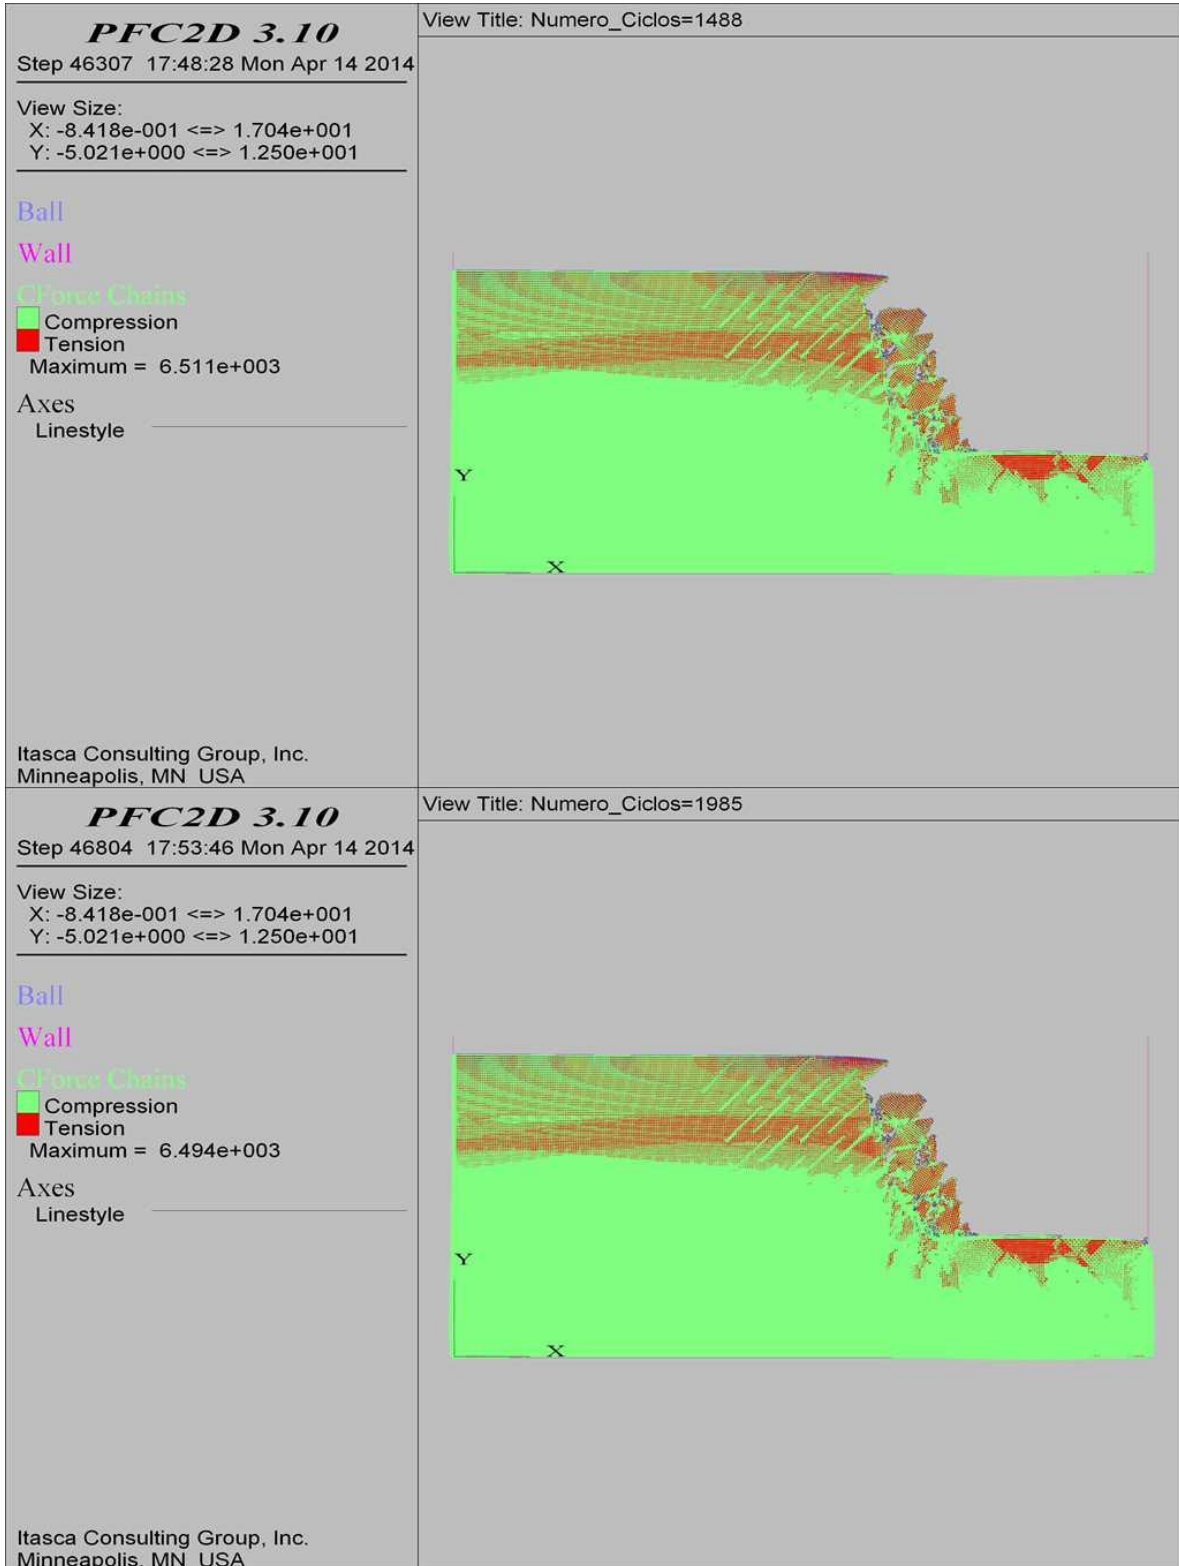 PFC2D 3.10
Step 46307 17:48:28 Mon Apr 14 2014
View Size:
X: -8.418e-001 <=> 1.704e+001
Y: -5.021e+000 <=> 1.250e+001
Ball
Wall
CForce Chains
Compression
Tension
Maximum = 6.511e+003
Axes
Linestyle
Itasca Consulting Group, Inc.
Minneapolis, MN USA
View Title: Numero_Ciclos=1488
Y
X
PFC2D 3.10
Step 46804 17:53:46 Mon Apr 14 2014
View Size:
X: -8.418e-001 <=> 1.704e+001
Y: -5.021e+000 <=> 1.250e+001
Ball
Wall
CForce Chains
Compression
Tension
Maximum = 6.494e+003
Axes
Linestyle
Itasca Consulting Group, Inc.
Minneapolis, MN USA
View Title: Numero_Ciclos=1985
Y
X